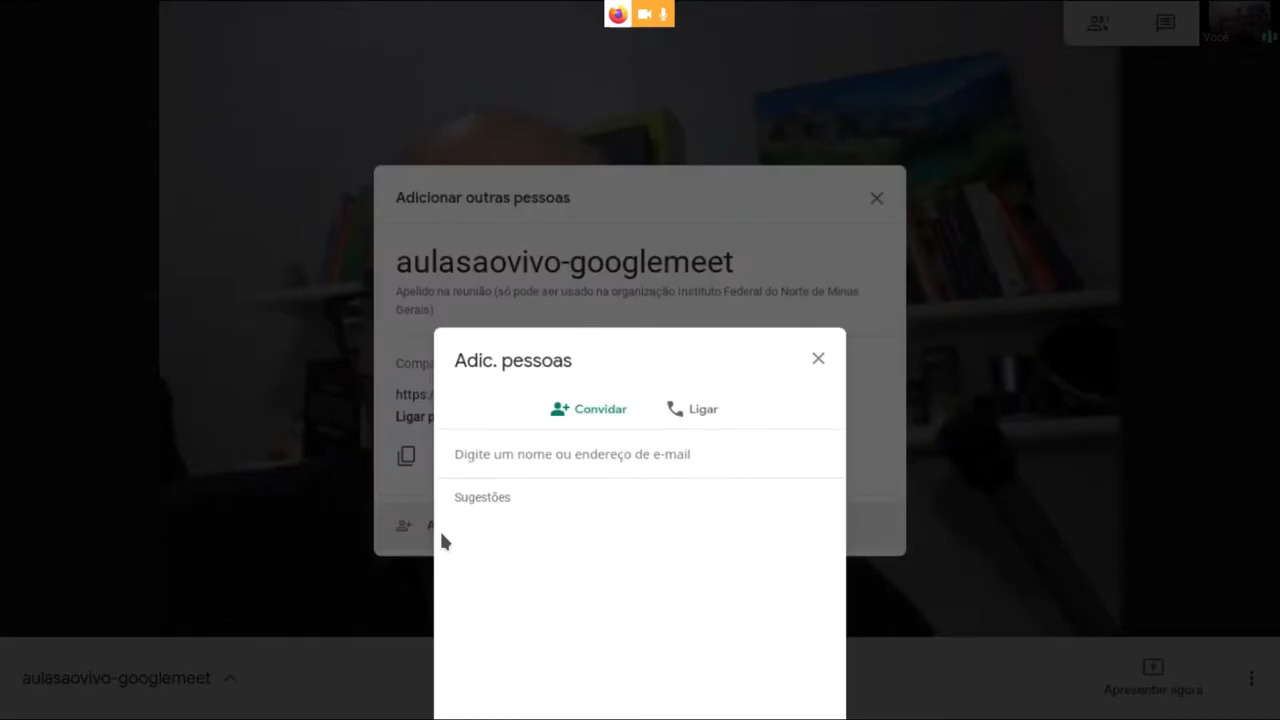 Você
Adicionar outras pessoas
aulasaovivo-googlemeet
Apelido na reunião (só pode ser usado na organização Instituto Federal do Norte de Minas
Gerais)
Adic. pessoas
https:/
Convidar
Ligar
Ligar p
Digite um nome ou endereço de e-mail
Sugestões
aulasaovivo-googlemeet
Apresentar agora